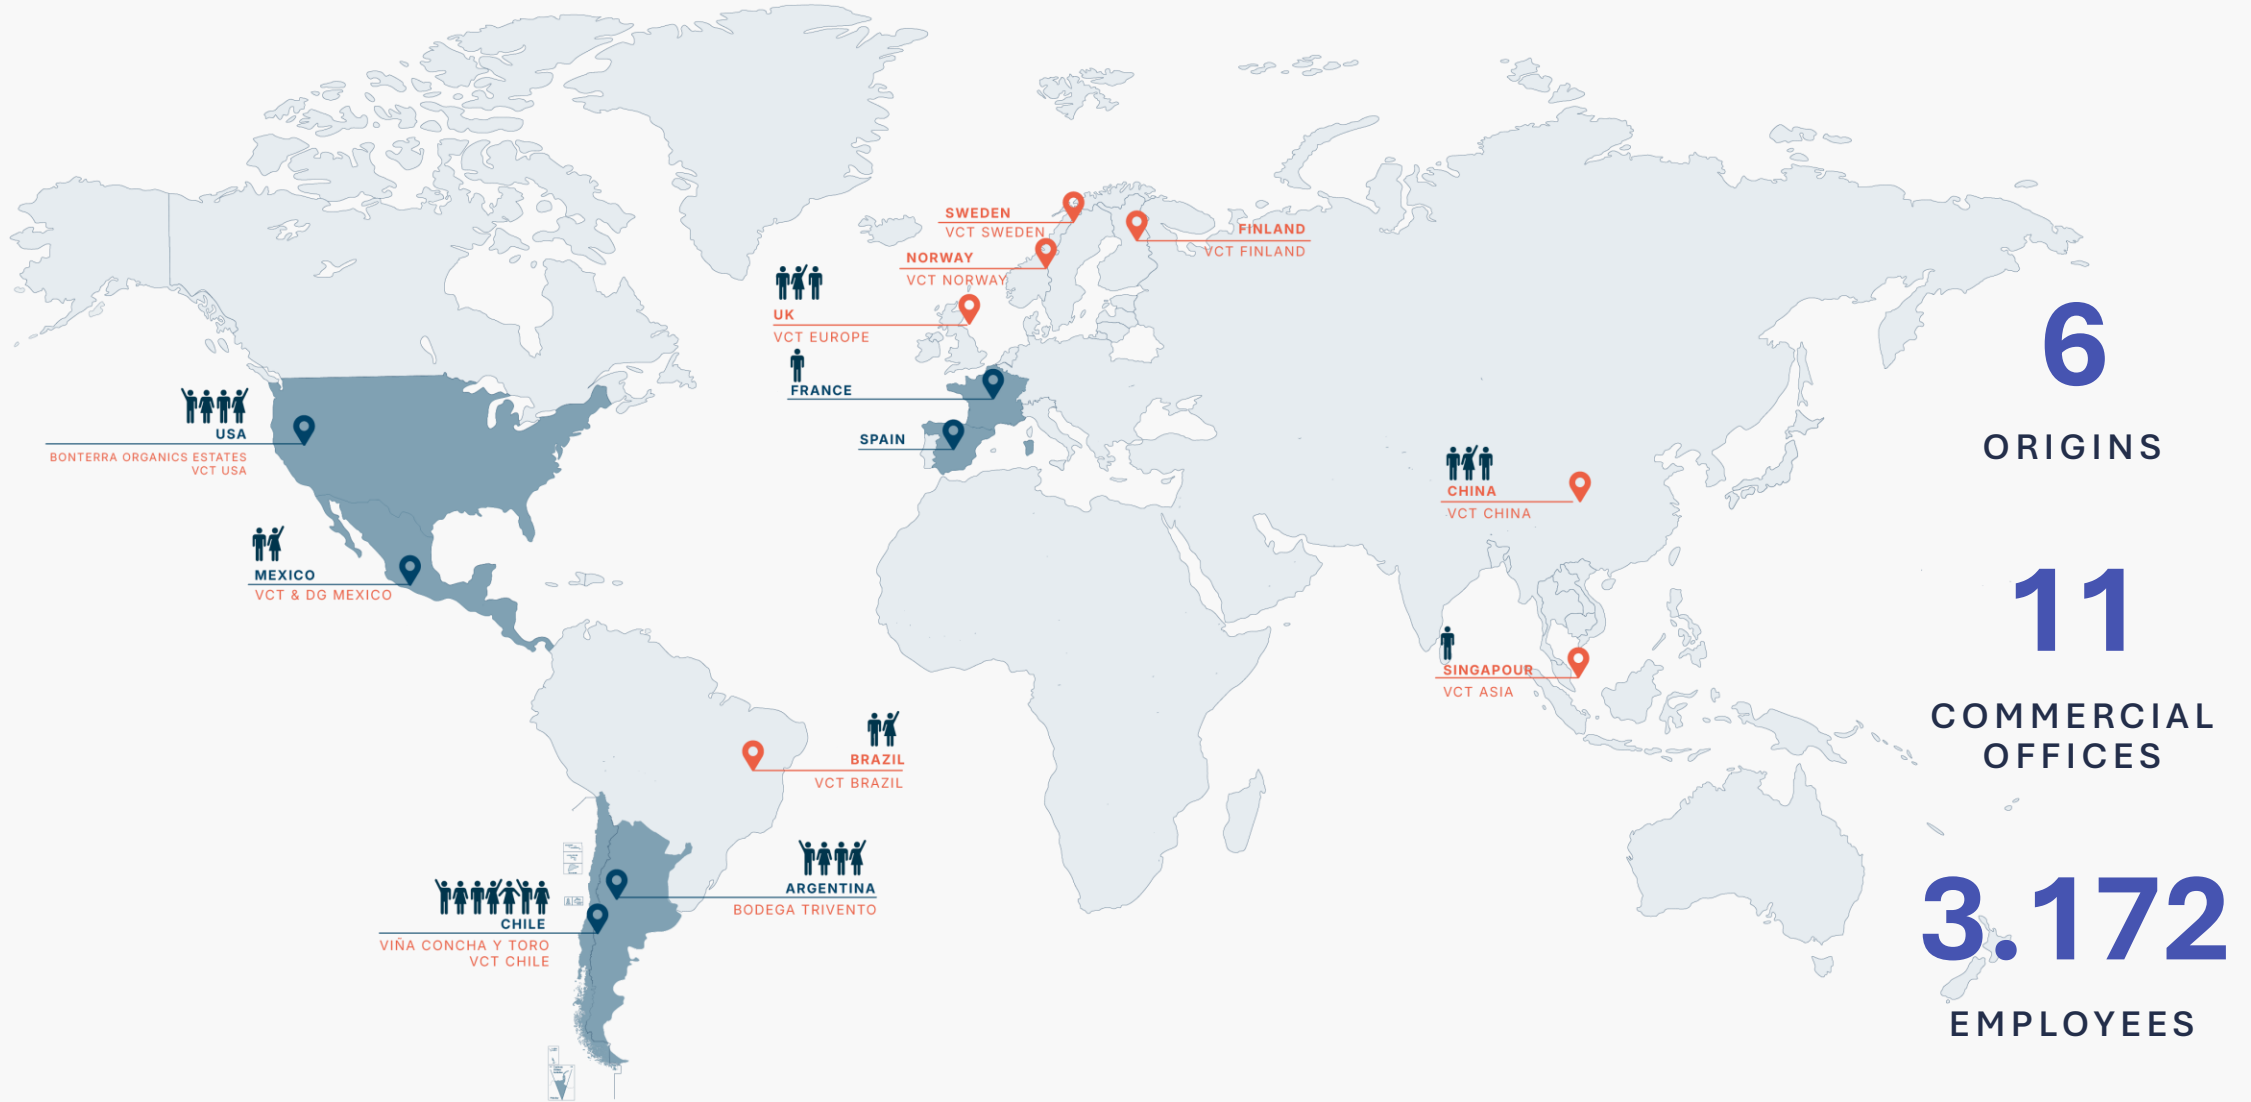 SWEDEN
VCT SWEDEN
FINLAND
VCT FINLAND
NORWAY
VCT NORWAY
UK
VCT EUROPE
FRANCE
SPAIN
USA
BONTERRA ORGANICS ESTATES
VCT USA
MEXICO
VCT & DG MEXICO
CHINA
VCT CHINA
SINGAPOUR
VCT ASIA
BRAZIL
VCT BRAZIL
ARGENTINA
BODEGA TRIVENTO
CHILE
VIÑA CONCHA Y TORO
VCT CHILE
6
ORIGINS
11
COMMERCIAL
OFFICES
3.172
EMPLOYEES